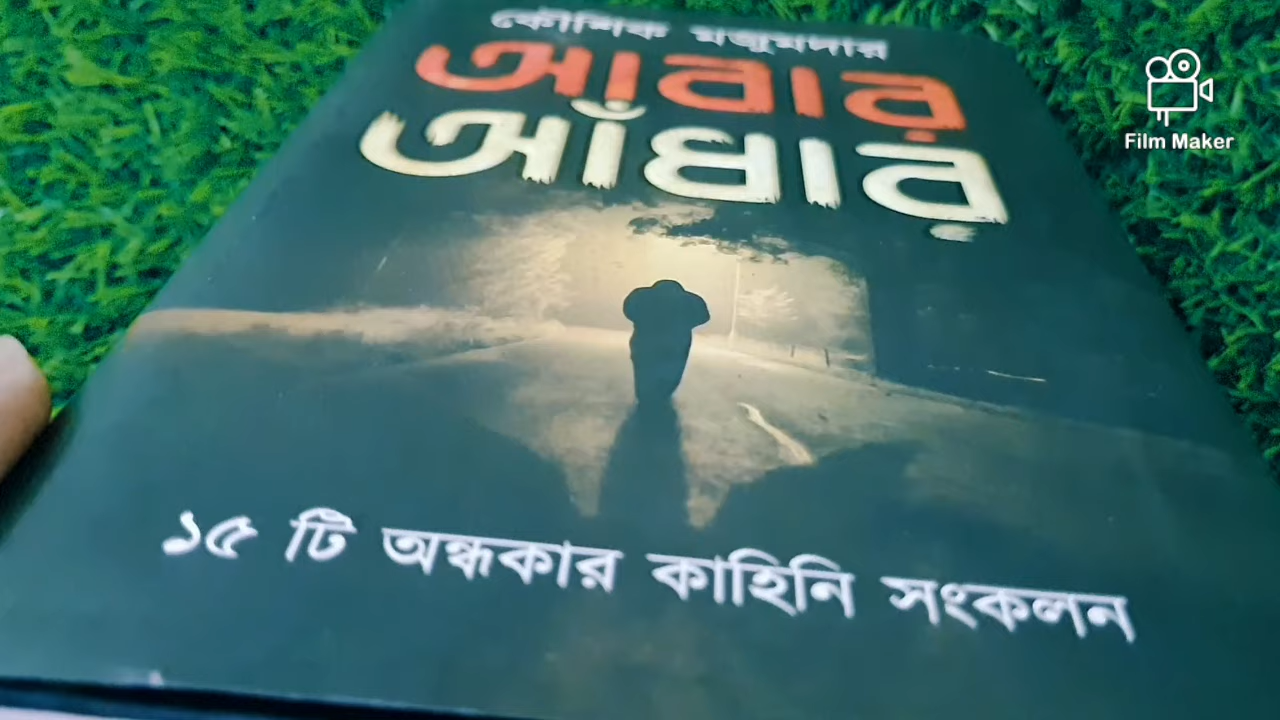 কৌশিক মজুমদার
আবার
আঁধার
১৫ টি অন্ধকার কাহিনি সংকলন
Film Maker